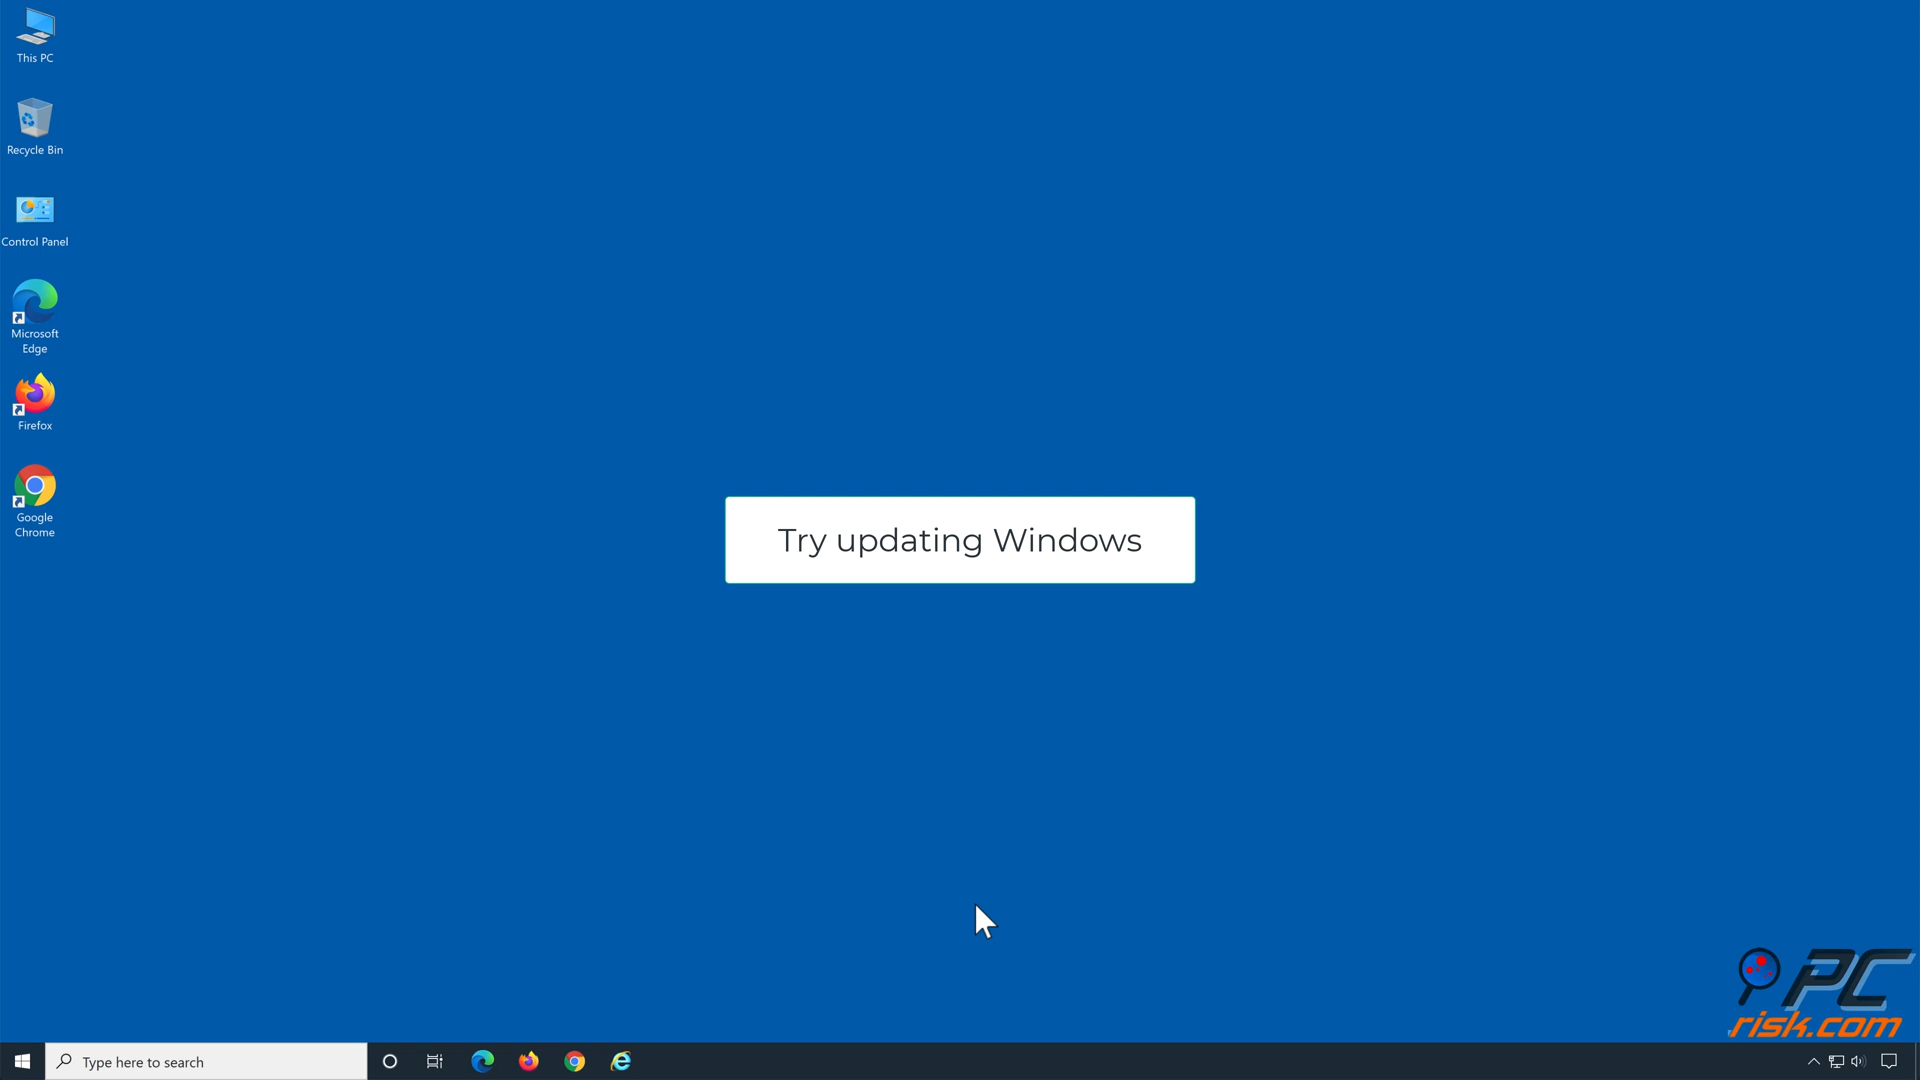 This PC
Recycle Bin
Control Panel
Microsoft
Edge
Firefox
Google
Chrome
Try updating Windows
PC
risk.com
Type here to search